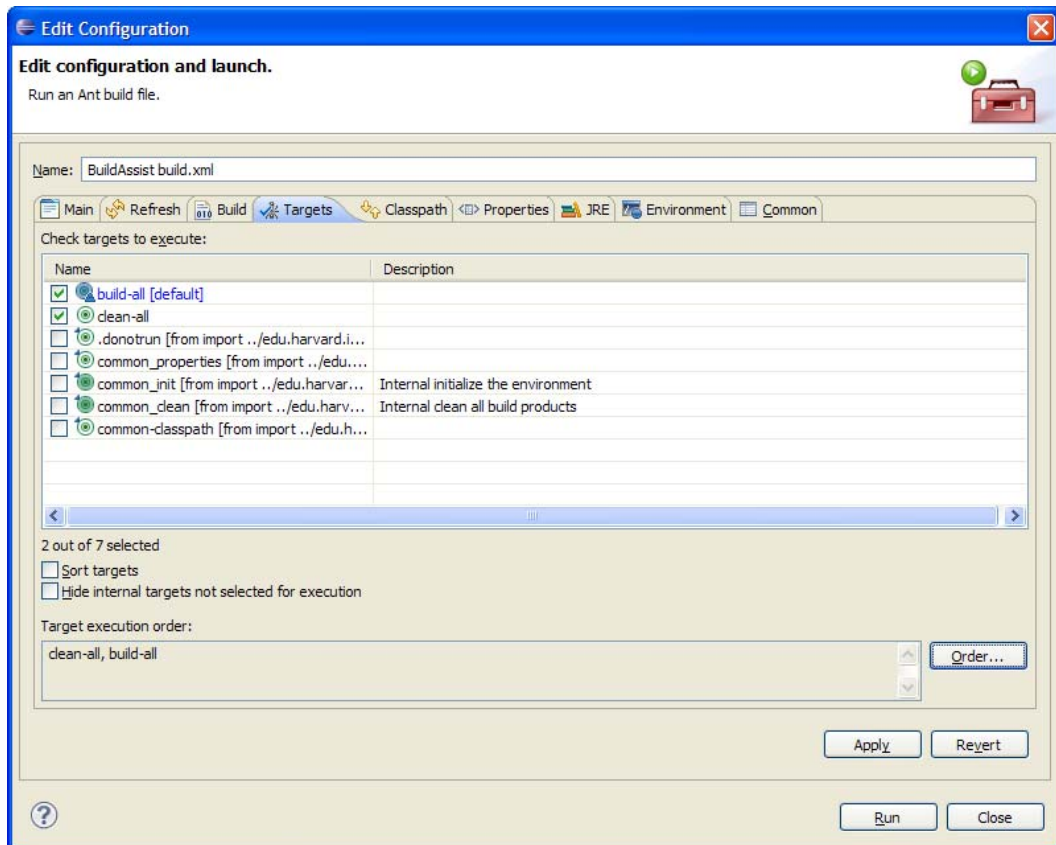 Edit Configuration
Edit configuration and launch.
Run an Ant build file.
Name: BuildAssist build.xml
Main Refresh Build Targets Classpath Properties JRE Environment Common
Check targets to execute:
Name Description
build-all [default]
clean-all
.donotrun [from import ../edu.harvard.i...
common_properties [from import ../edu....
common_init [from import ../edu.harvar... Internal initialize the environment
common_clean [from import ../edu.harv... Internal clean all build products
common-classpath [from import ../edu.h...
2 out of 7 selected
Sort targets
Hide internal targets not selected for execution
Target execution order:
clean-all, build-all
Order...
Apply Revert
Run Close